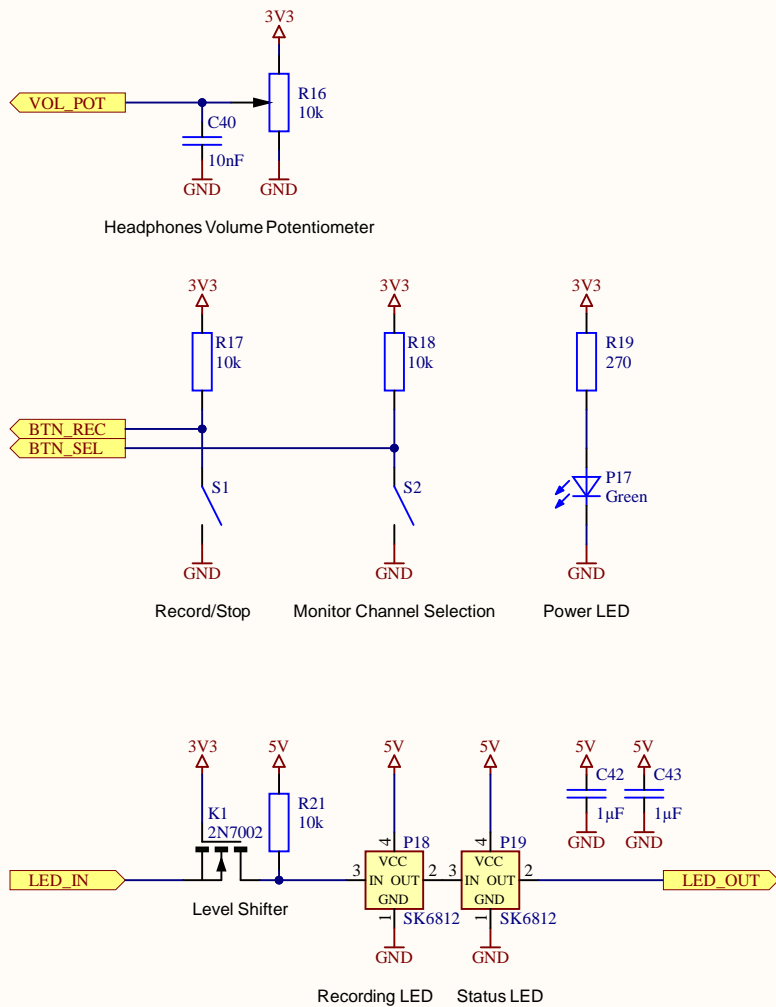 3V3
R16
10k
VOL_POT
C40
10nF
GND
GND
Headphones Volume Potentiometer
3V3
3V3
3V3
R17
10k
R18
10k
R19
270
BTN_REC
BTN_SEL
S1
S2
P17
Green
GND
GND
GND
Record/Stop
Monitor Channel Selection
Power LED
3V3
5V
5V
5V
5V
5V
K1
2N7002
R21
10k
C42
1µF
C43
1µF
GND
GND
P18
P19
4
4
VCC
VCC
LED_IN
3
IN OUT
2
3
IN OUT
2
LED_OUT
GND
GND
1
1
SK6812
SK6812
Level Shifter
GND
GND
Recording LED
Status LED